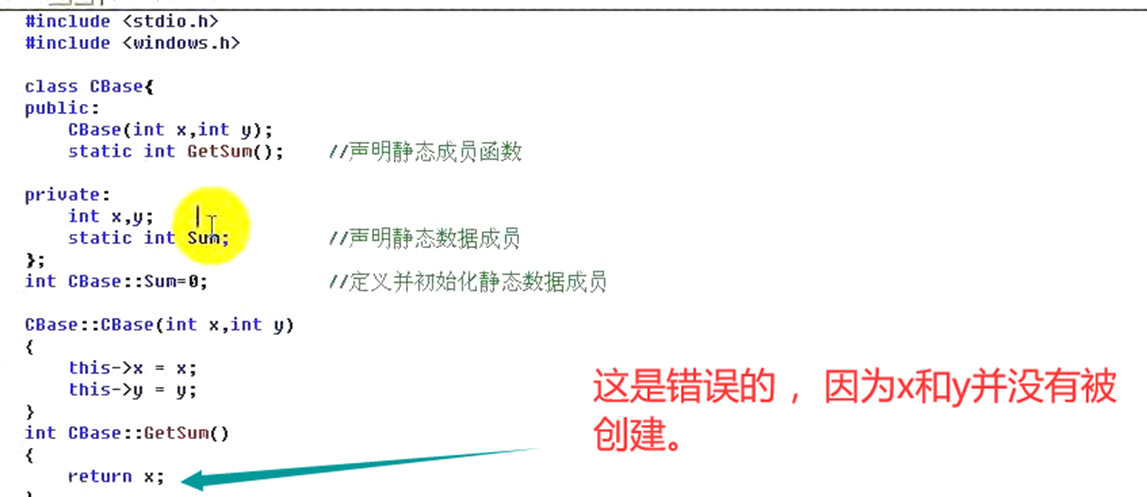 #include <stdio.h>
#include <windows.h>
class CBase{
public:
CBase(int x,int y);
static int GetSum(); //声明静态成员函数
private:
int x,y;
static int Sum; //声明静态数据成员
};
int CBase::Sum=0; //定义并初始化静态数据成员
CBase::CBase(int x,int y)
{
this->x = x;
this->y = y;
}
int CBase::GetSum()
{
return x;
这是错误的，因为x和y并没有被
创建。